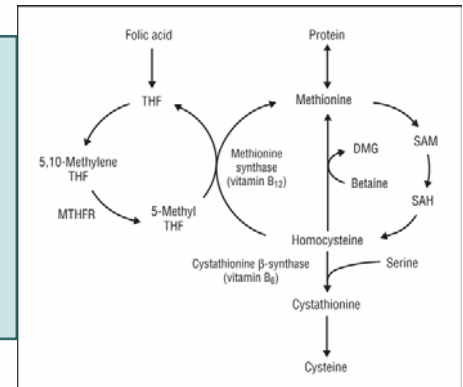 Folic acid
Protein
THF
Methionine
5,10-Methylene
THF
Methionine
synthase
(vitamin B₁₂)
DMG
SAM
Betaine
MTHFR
5-Methyl
THF
SAH
Homocysteine
Cystathionine β-synthase
(vitamin B₆)
Serine
Cystathionine
Cysteine